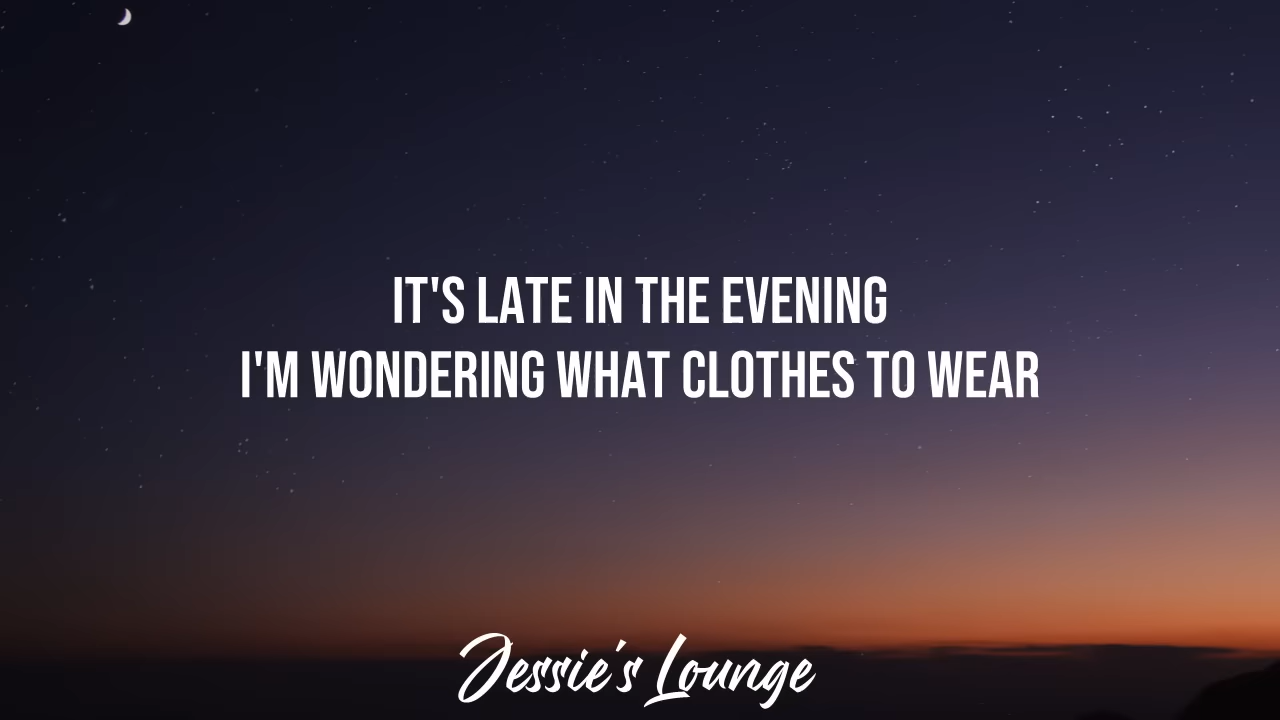 IT'S LATE IN THE EVENING
I'M WONDERING WHAT CLOTHES TO WEAR
Jessie's Lounge